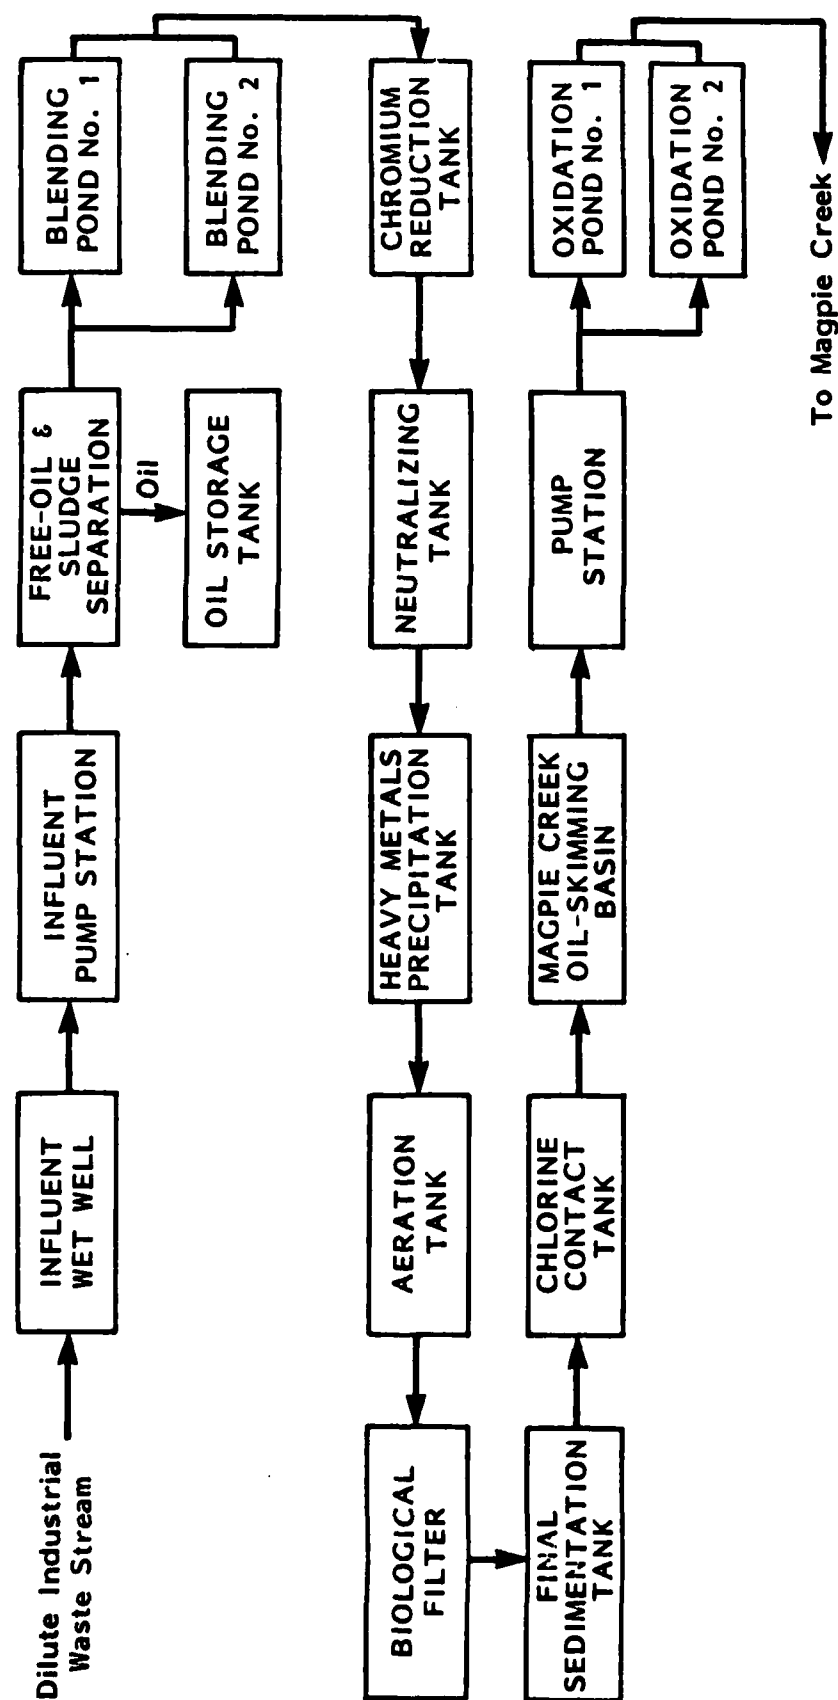 Dilute Industrial
Waste Stream
INFLUENT
WET WELL
INFLUENT
PUMP STATION
FREE-OIL &
SLUDGE
SEPARATION
Oil
OIL STORAGE
TANK
BLENDING
POND No. 1
BLENDING
POND No. 2
CHROMIUM
REDUCTION
TANK
NEUTRALIZING
TANK
HEAVY METALS
PRECIPITATION
TANK
AERATION
TANK
BIOLOGICAL
FILTER
FINAL
SEDIMENTATION
TANK
CHLORINE
CONTACT
TANK
MAGPIE CREEK
OIL-SKIMMING
BASIN
PUMP
STATION
OXIDATION
POND No. 1
OXIDATION
POND No. 2
To Magpie Creek